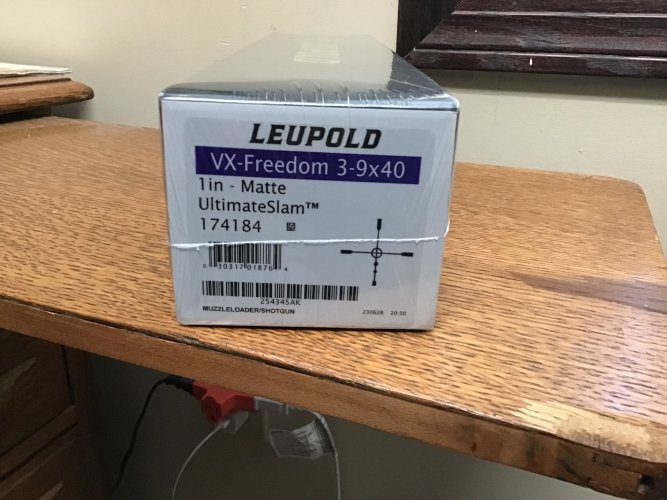 LEUPOLD
VX-Freedom 3-9x40
1in - Matte
UltimateSlam™
174184
0 30317 01876 4
254345AK
MUZZLELOADER/SHOTGUN 230628 20:30